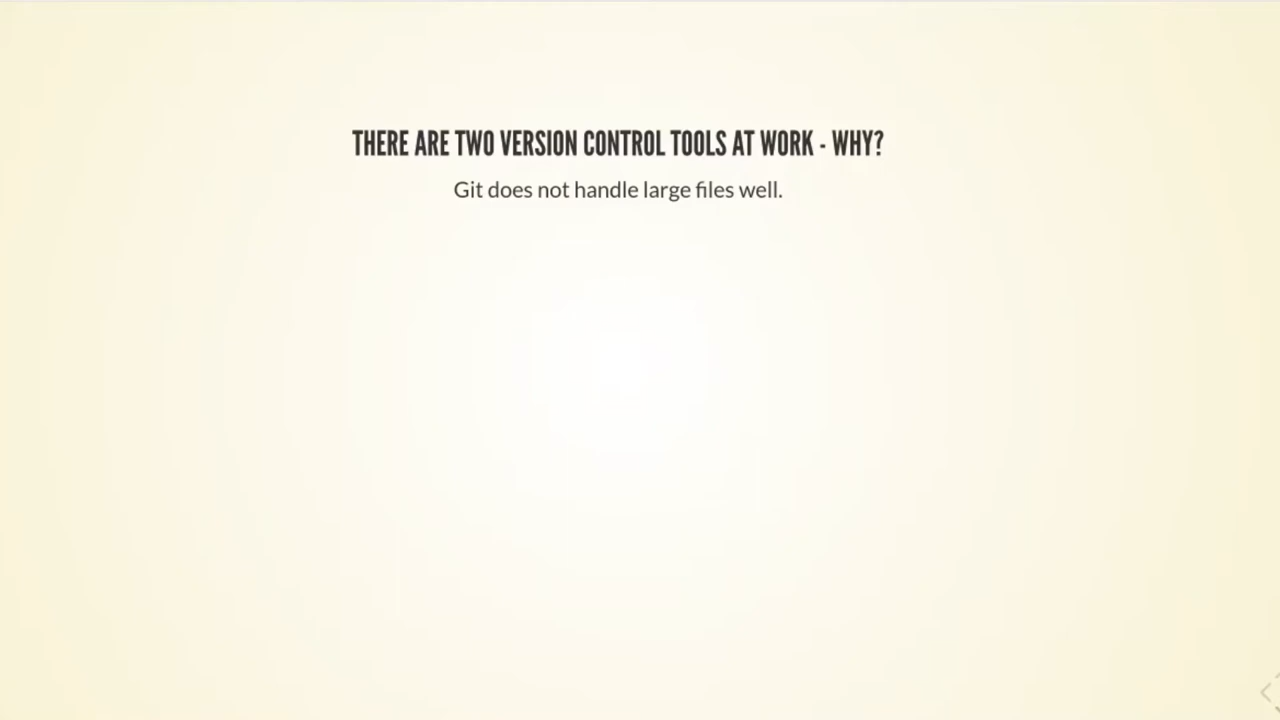 THERE ARE TWO VERSION CONTROL TOOLS AT WORK - WHY?
Git does not handle large files well.